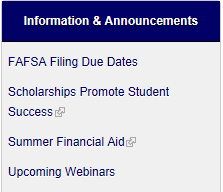 Information & Announcements
FAFSA Filing Due Dates
Scholarships Promote Student
Success
Summer Financial Aid
Upcoming Webinars